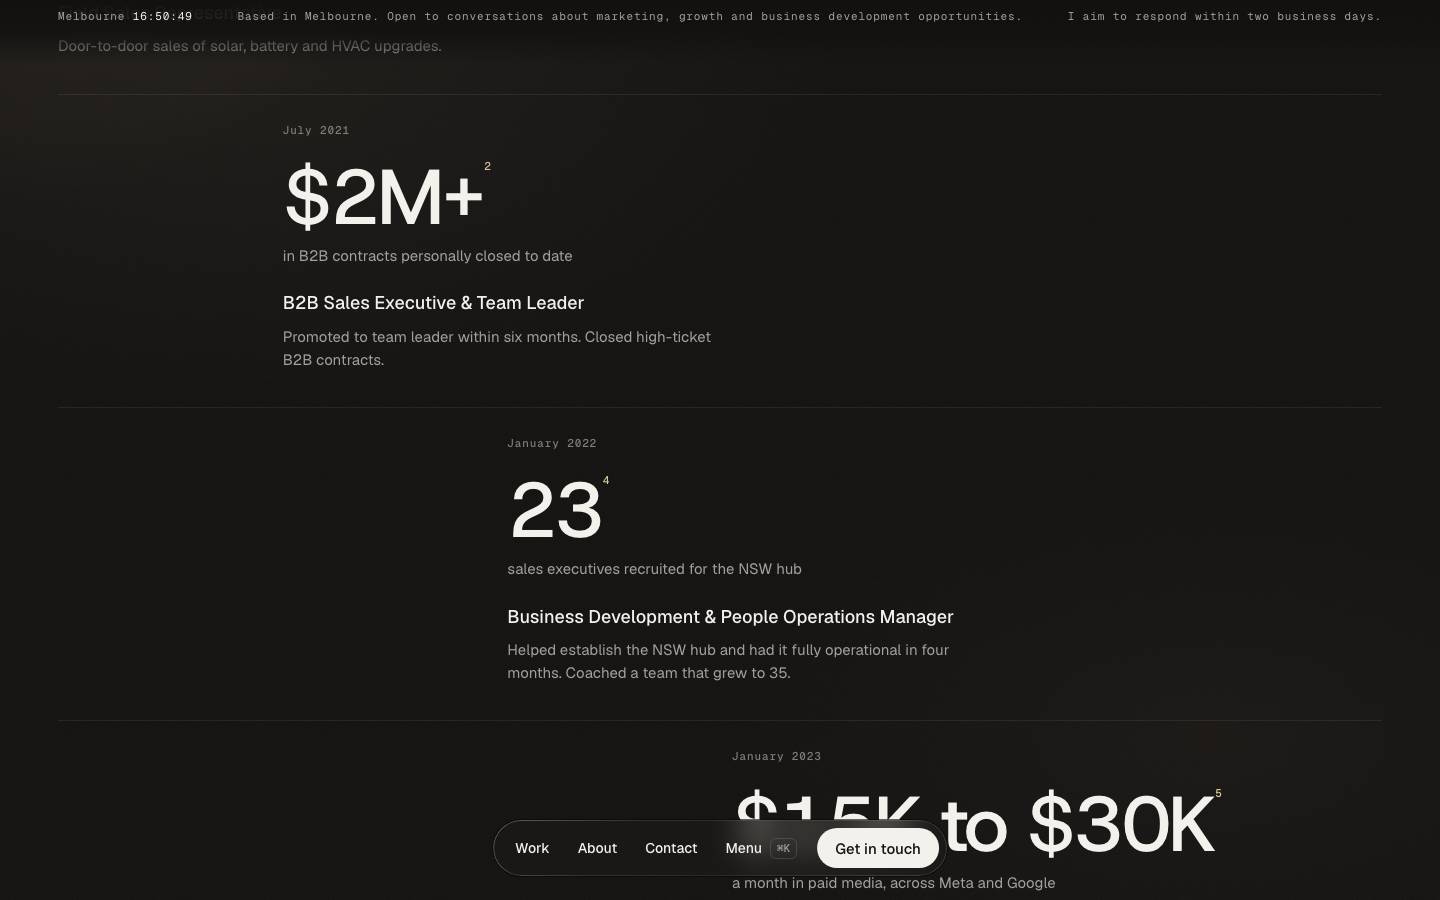 Melbourne 16:50:49
Based in Melbourne. Open to conversations about marketing, growth and business development opportunities.
I aim to respond within two business days.
Door-to-door sales of solar, battery and HVAC upgrades.
July 2021
$2M+ 2
in B2B contracts personally closed to date
B2B Sales Executive & Team Leader
Promoted to team leader within six months. Closed high-ticket
B2B contracts.
January 2022
23 4
sales executives recruited for the NSW hub
Business Development & People Operations Manager
Helped establish the NSW hub and had it fully operational in four
months. Coached a team that grew to 35.
January 2023
$15K to $30K 5
a month in paid media, across Meta and Google
Work
About
Contact
Menu ⌘K
Get in touch